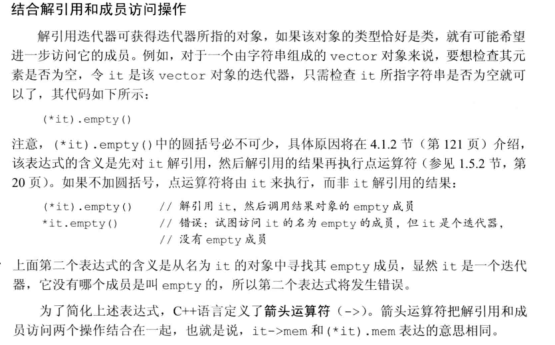 结合解引用和成员访问操作
解引用迭代器可获得迭代器所指的对象，如果该对象的类型恰好是类，就有可能希望
进一步访问它的成员。例如，对于一个由字符串组成的 vector 对象来说，要想检查其元
素是否为空，令 it 是该 vector 对象的迭代器，只需检查 it 所指字符串是否为空就可
以了，其代码如下所示：
(*it).empty()
注意，(*it).empty()中的圆括号必不可少，具体原因将在 4.1.2 节（第 121 页）介绍，
该表达式的含义是先对 it 解引用，然后解引用的结果再执行点运算符（参见 1.5.2 节，第
20 页）。如果不加圆括号，点运算符将由 it 来执行，而非 it 解引用的结果：
(*it).empty() // 解引用 it，然后调用结果对象的 empty 成员
*it.empty() // 错误：试图访问 it 的名为 empty 的成员，但 it 是个迭代器，
// 没有 empty 成员
上面第二个表达式的含义是从名为 it 的对象中寻找其 empty 成员，显然 it 是一个迭代
器，它没有哪个成员是叫 empty 的，所以第二个表达式将发生错误。
为了简化上述表达式，C++语言定义了箭头运算符（->）。箭头运算符把解引用和成
员访问两个操作结合在一起，也就是说，it->mem 和(*it).mem 表达的意思相同。